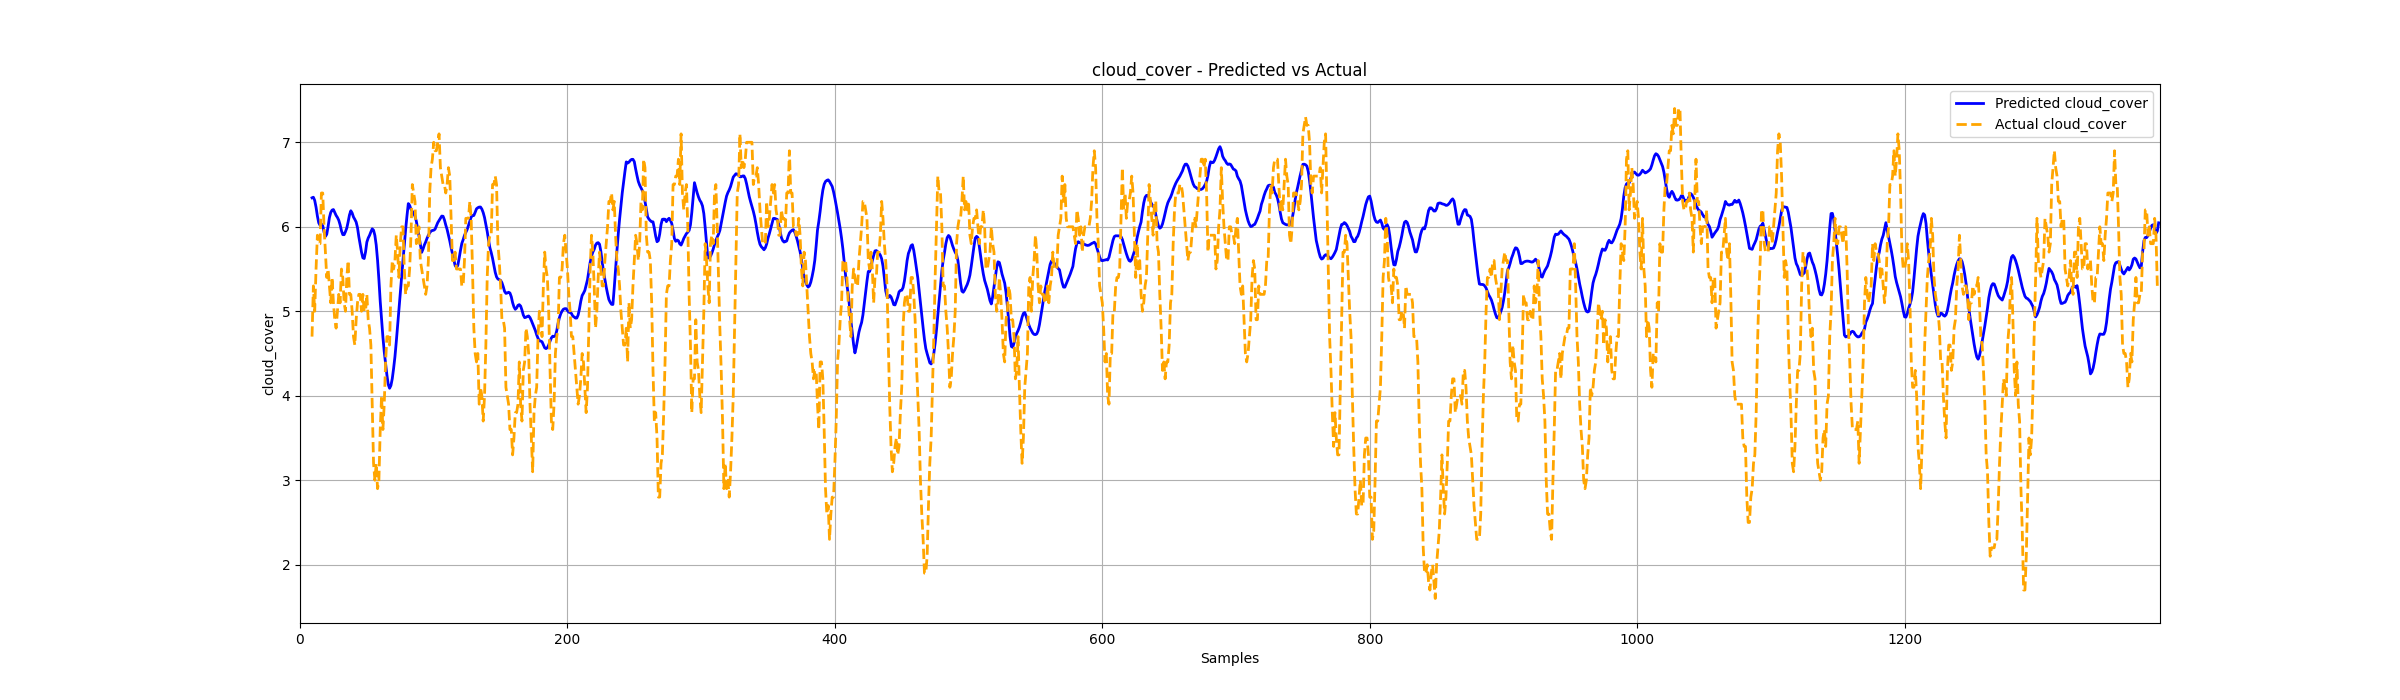 cloud_cover - Predicted vs Actual
Predicted cloud_cover
Actual cloud_cover
cloud_cover
7
6
5
4
3
2
0
200
400
600
800
1000
1200
Samples